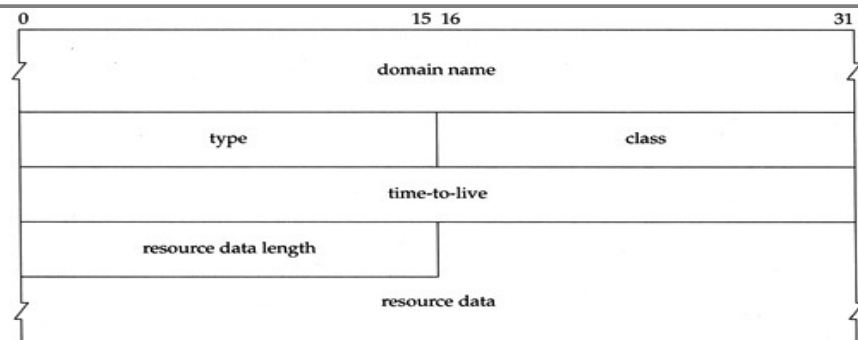 0 15 16 31
domain name
type class
time-to-live
resource data length
resource data